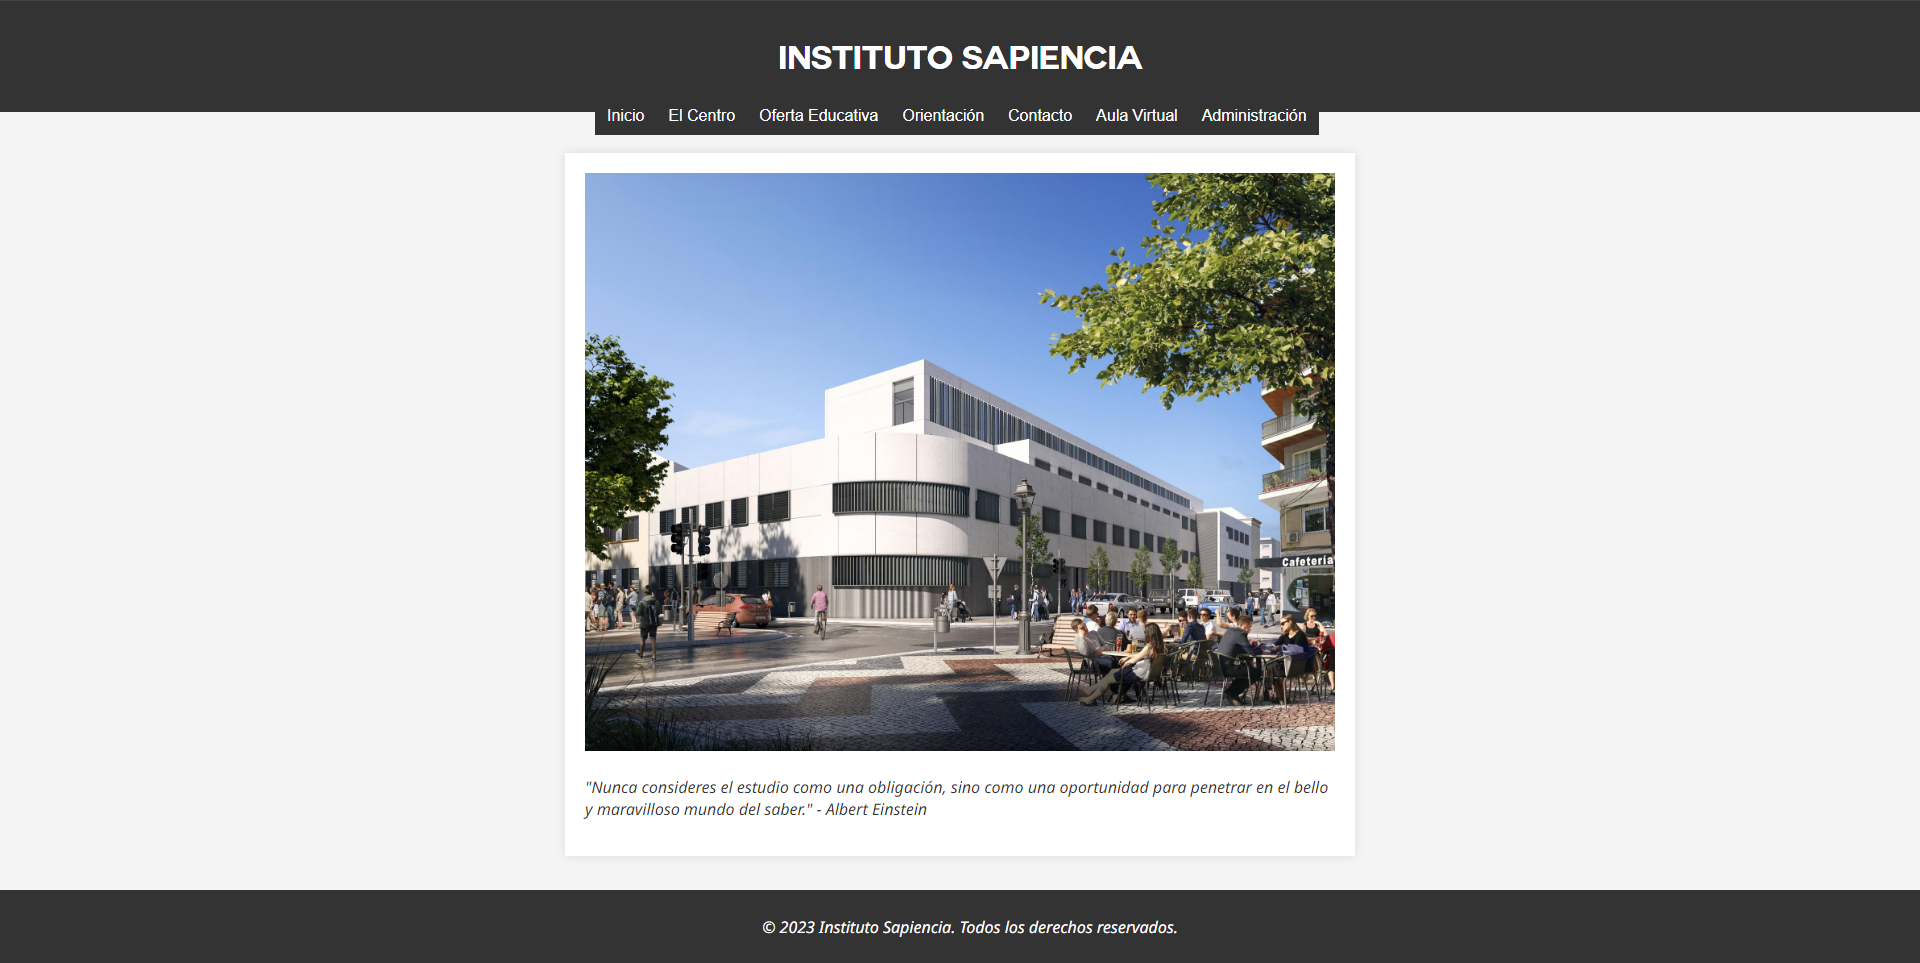 INSTITUTO SAPIENCIA
Inicio El Centro Oferta Educativa Orientación Contacto Aula Virtual Administración
Cafetería
"Nunca consideres el estudio como una obligación, sino como una oportunidad para penetrar en el bello
y maravilloso mundo del saber." - Albert Einstein
© 2023 Instituto Sapiencia. Todos los derechos reservados.